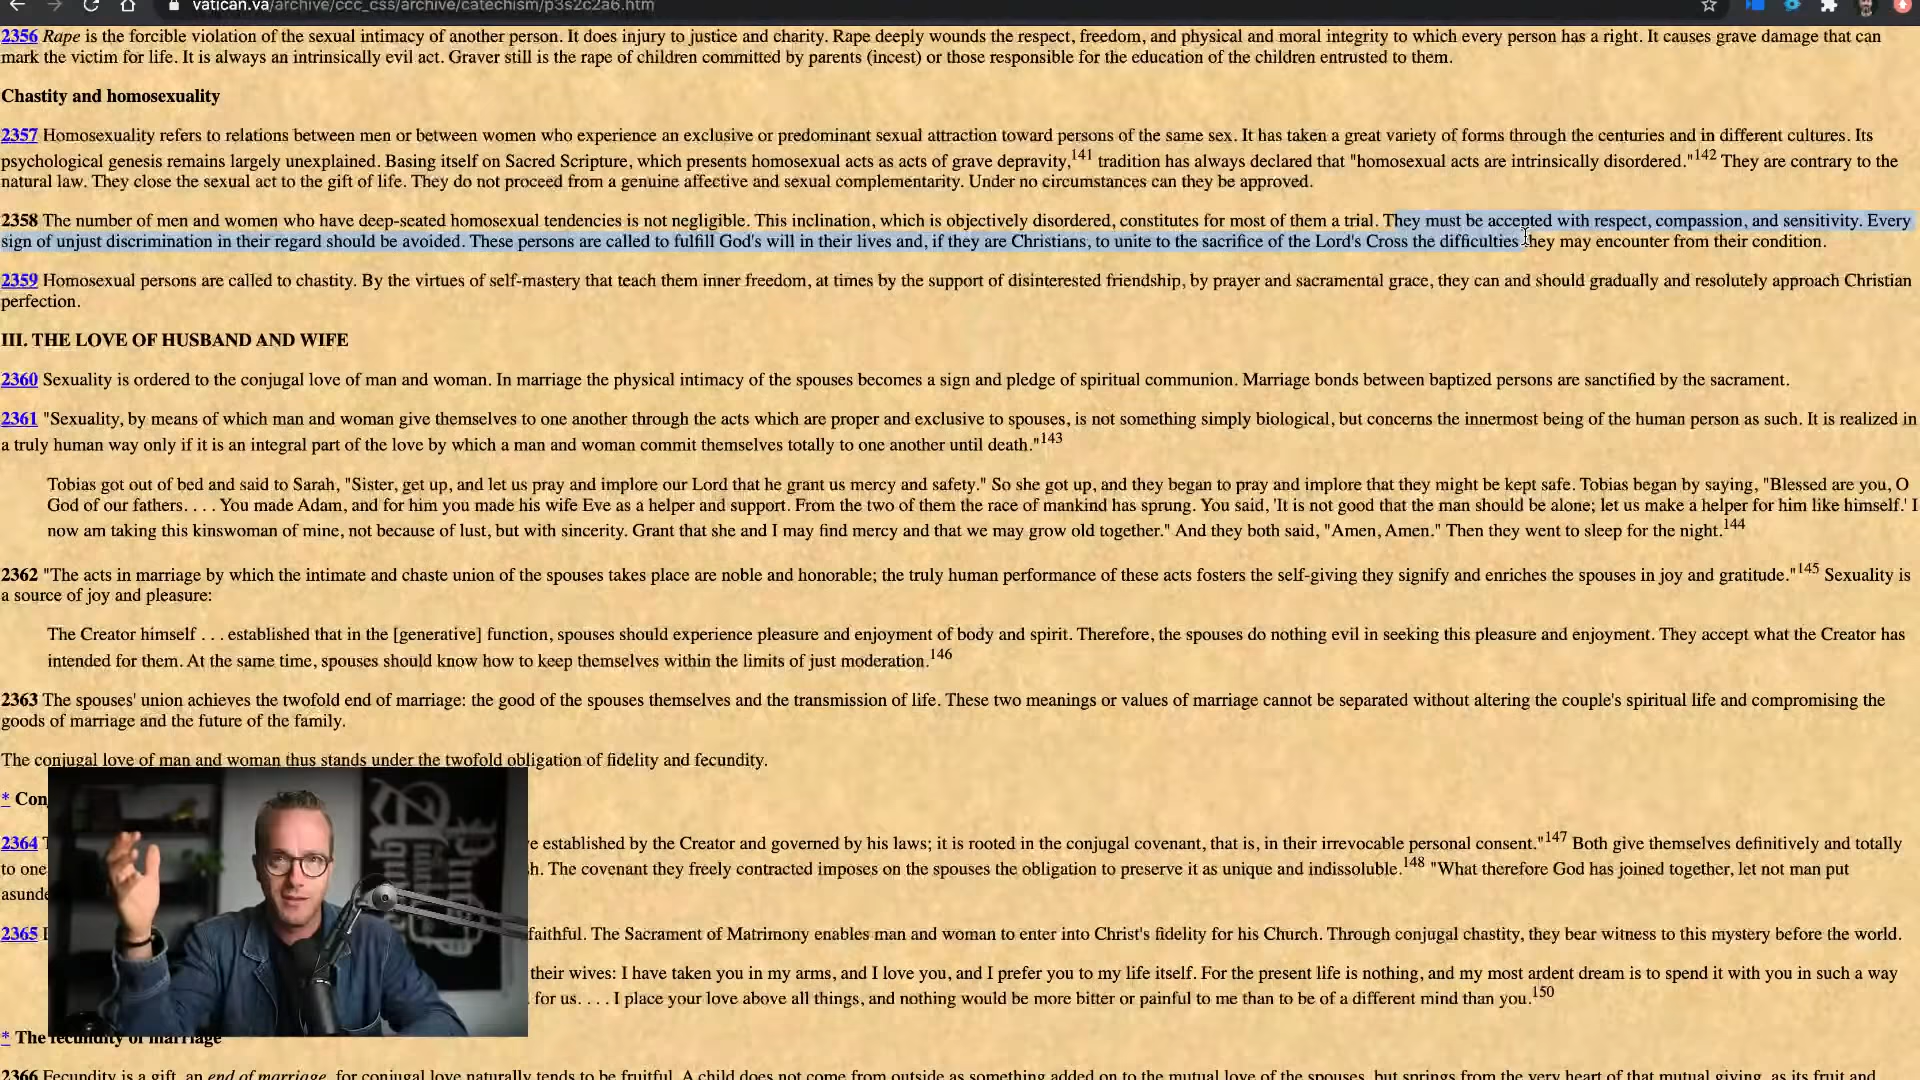 vatican.va/archive/ccc_css/archive/catechism/p3s2c2a6.htm
2356 Rape is the forcible violation of the sexual intimacy of another person. It does injury to justice and charity. Rape deeply wounds the respect, freedom, and physical and moral integrity to which every person has a right. It causes grave damage that can
mark the victim for life. It is always an intrinsically evil act. Graver still is the rape of children committed by parents (incest) or those responsible for the education of the children entrusted to them.
Chastity and homosexuality
2357 Homosexuality refers to relations between men or between women who experience an exclusive or predominant sexual attraction toward persons of the same sex. It has taken a great variety of forms through the centuries and in different cultures. Its
psychological genesis remains largely unexplained. Basing itself on Sacred Scripture, which presents homosexual acts as acts of grave depravity,141 tradition has always declared that "homosexual acts are intrinsically disordered."142 They are contrary to the
natural law. They close the sexual act to the gift of life. They do not proceed from a genuine affective and sexual complementarity. Under no circumstances can they be approved.
2358 The number of men and women who have deep-seated homosexual tendencies is not negligible. This inclination, which is objectively disordered, constitutes for most of them a trial. They must be accepted with respect, compassion, and sensitivity. Every
sign of unjust discrimination in their regard should be avoided. These persons are called to fulfill God's will in their lives and, if they are Christians, to unite to the sacrifice of the Lord's Cross the difficulties they may encounter from their condition.
2359 Homosexual persons are called to chastity. By the virtues of self-mastery that teach them inner freedom, at times by the support of disinterested friendship, by prayer and sacramental grace, they can and should gradually and resolutely approach Christian
perfection.
III. THE LOVE OF HUSBAND AND WIFE
2360 Sexuality is ordered to the conjugal love of man and woman. In marriage the physical intimacy of the spouses becomes a sign and pledge of spiritual communion. Marriage bonds between baptized persons are sanctified by the sacrament.
2361 "Sexuality, by means of which man and woman give themselves to one another through the acts which are proper and exclusive to spouses, is not something simply biological, but concerns the innermost being of the human person as such. It is realized in
a truly human way only if it is an integral part of the love by which a man and woman commit themselves totally to one another until death."143
Tobias got out of bed and said to Sarah, "Sister, get up, and let us pray and implore our Lord that he grant us mercy and safety." So she got up, and they began to pray and implore that they might be kept safe. Tobias began by saying, "Blessed are you, O
God of our fathers. . . . You made Adam, and for him you made his wife Eve as a helper and support. From the two of them the race of mankind has sprung. You said, 'It is not good that the man should be alone; let us make a helper for him like himself.' I
now am taking this kinswoman of mine, not because of lust, but with sincerity. Grant that she and I may find mercy and that we may grow old together." And they both said, "Amen, Amen." Then they went to sleep for the night.144
2362 "The acts in marriage by which the intimate and chaste union of the spouses takes place are noble and honorable; the truly human performance of these acts fosters the self-giving they signify and enriches the spouses in joy and gratitude."145 Sexuality is
a source of joy and pleasure:
The Creator himself . . . established that in the [generative] function, spouses should experience pleasure and enjoyment of body and spirit. Therefore, the spouses do nothing evil in seeking this pleasure and enjoyment. They accept what the Creator has
intended for them. At the same time, spouses should know how to keep themselves within the limits of just moderation.146
2363 The spouses' union achieves the twofold end of marriage: the good of the spouses themselves and the transmission of life. These two meanings or values of marriage cannot be separated without altering the couple's spiritual life and compromising the
goods of marriage and the future of the family.
The conjugal love of man and woman thus stands under the twofold obligation of fidelity and fecundity.
* Con
2364 established by the Creator and governed by his laws; it is rooted in the conjugal covenant, that is, in their irrevocable personal consent."147 Both give themselves definitively and totally
to one The covenant they freely contracted imposes on the spouses the obligation to preserve it as unique and indissoluble.148 "What therefore God has joined together, let not man put
2365 faithful. The Sacrament of Matrimony enables man and woman to enter into Christ's fidelity for his Church. Through conjugal chastity, they bear witness to this mystery before the world.
their wives: I have taken you in my arms, and I love you, and I prefer you to my life itself. For the present life is nothing, and my most ardent dream is to spend it with you in such a way
for us. . . . I place your love above all things, and nothing would be more bitter or painful to me than to be of a different mind than you.150
* The fecundity of marriage
2366 Fecundity is a gift, an end of marriage, for conjugal love naturally tends to be fruitful. A child does not come from outside as something added on to the mutual love of the spouses, but springs from the very heart of that mutual giving, as its fruit and